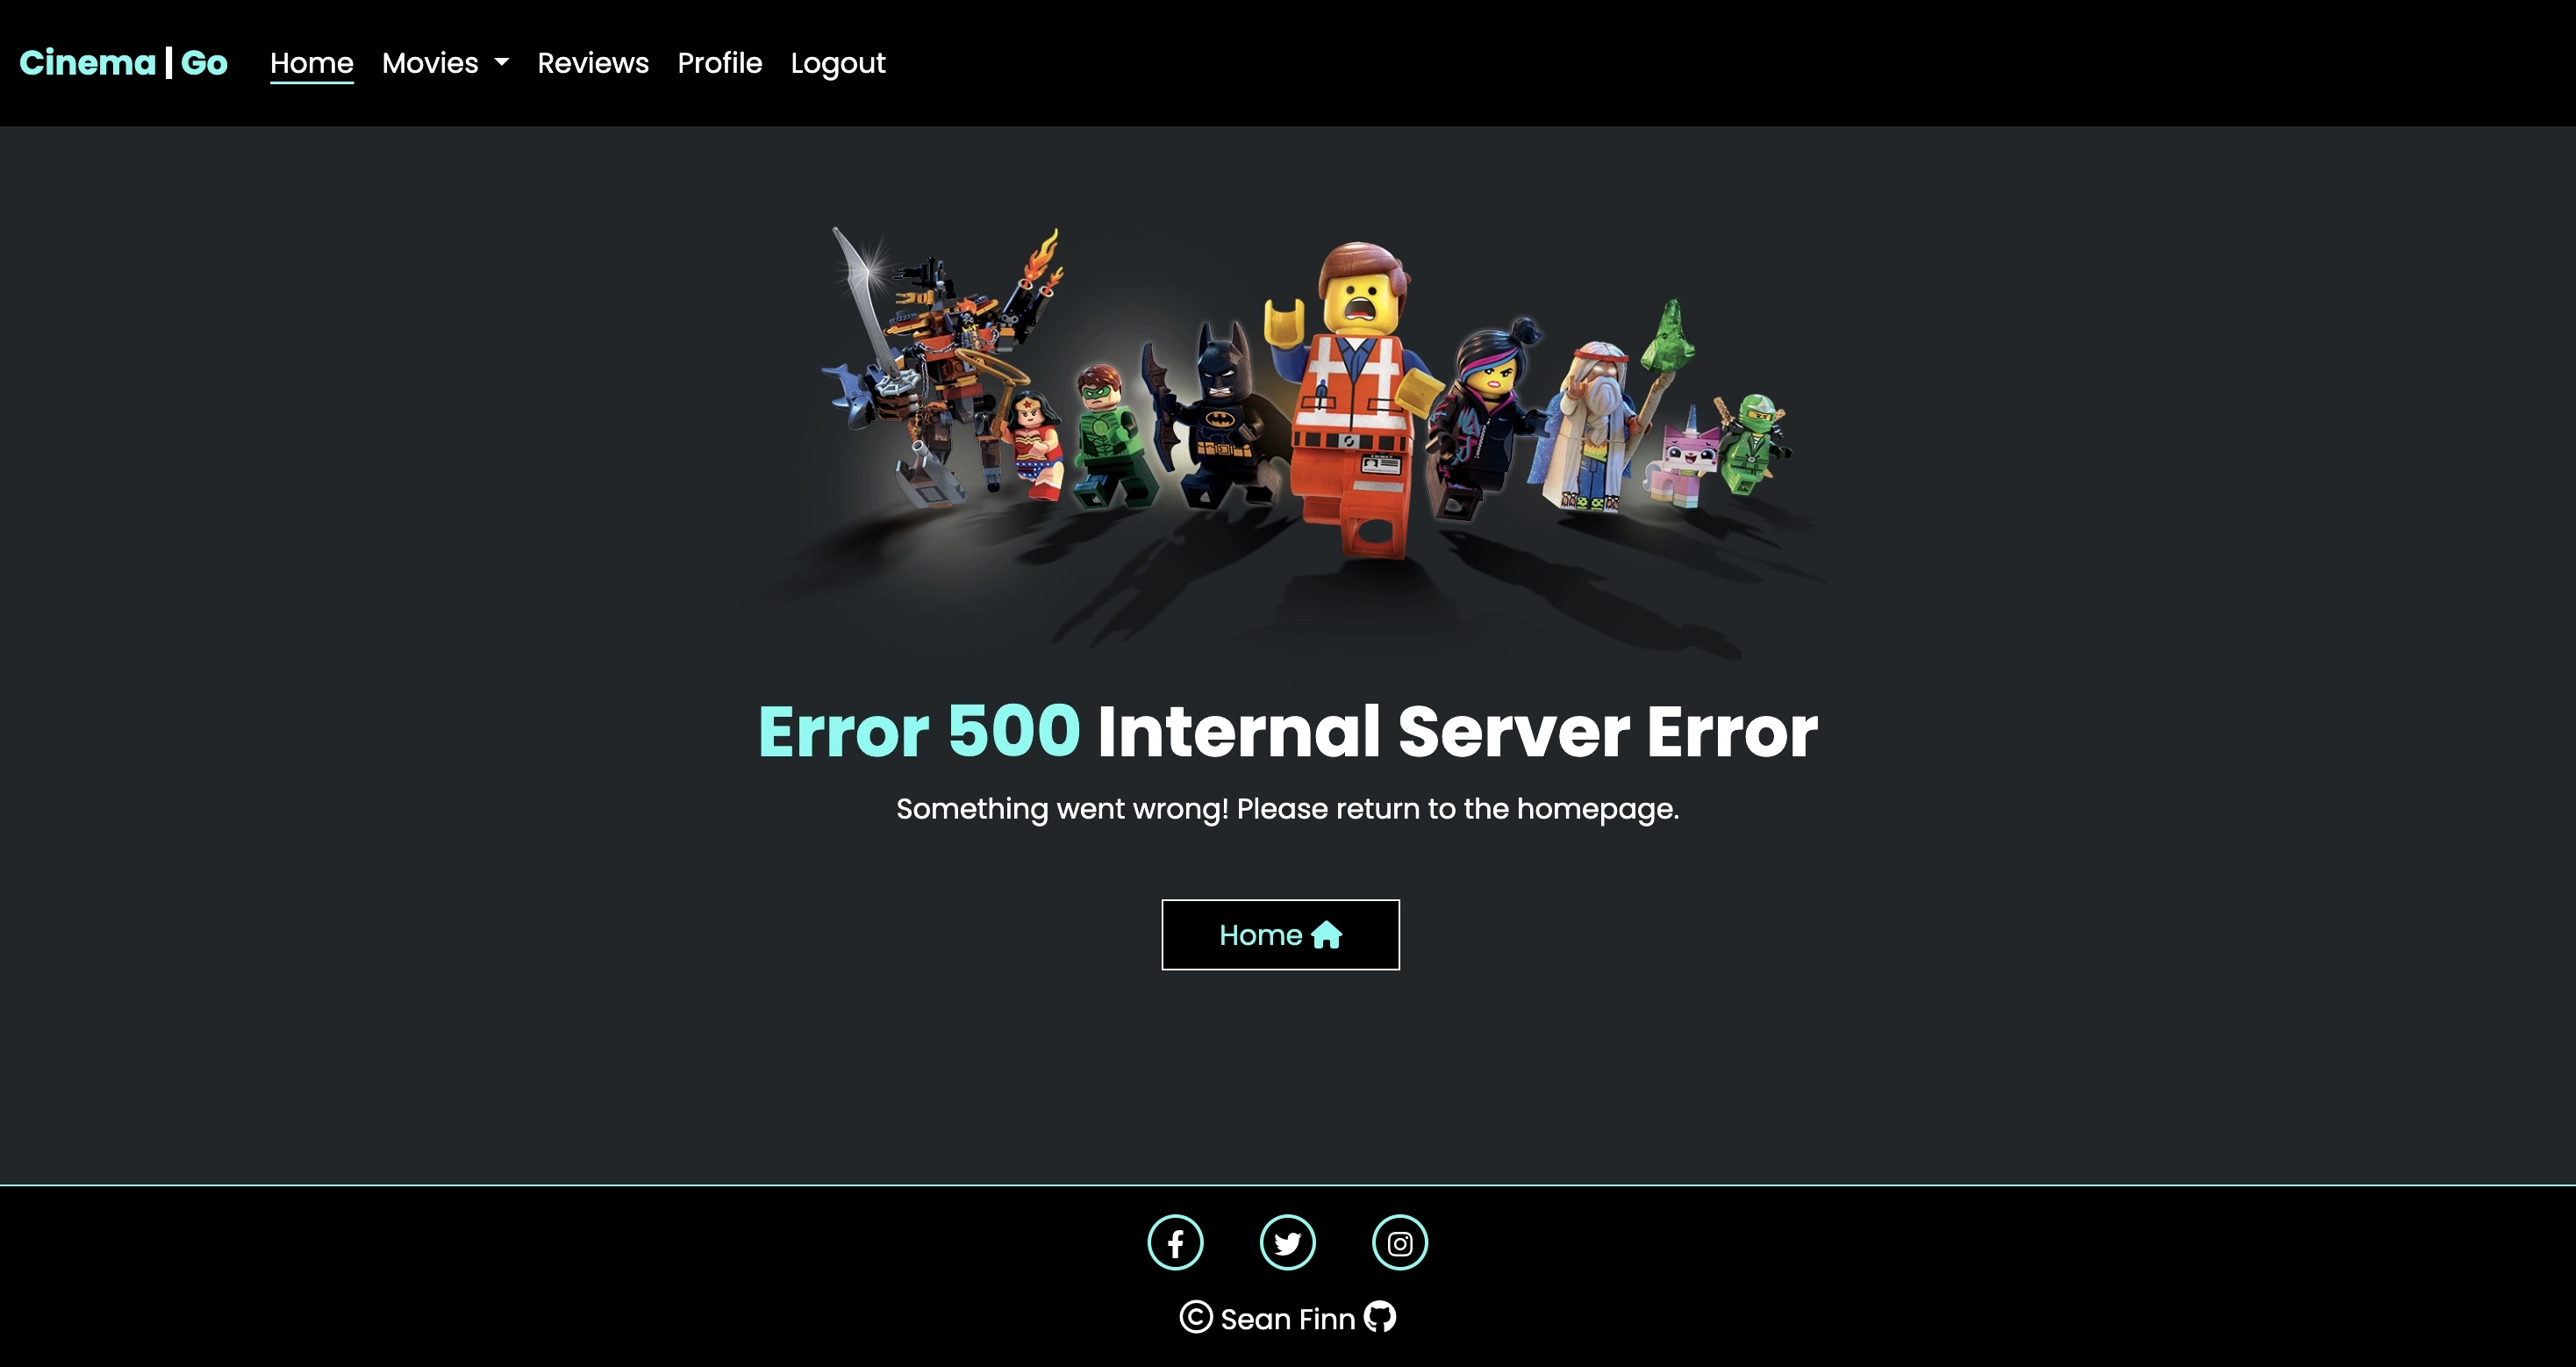 Cinema | Go Home Movies Reviews Profile Logout
Error 500 Internal Server Error
Something went wrong! Please return to the homepage.
Home
© Sean Finn